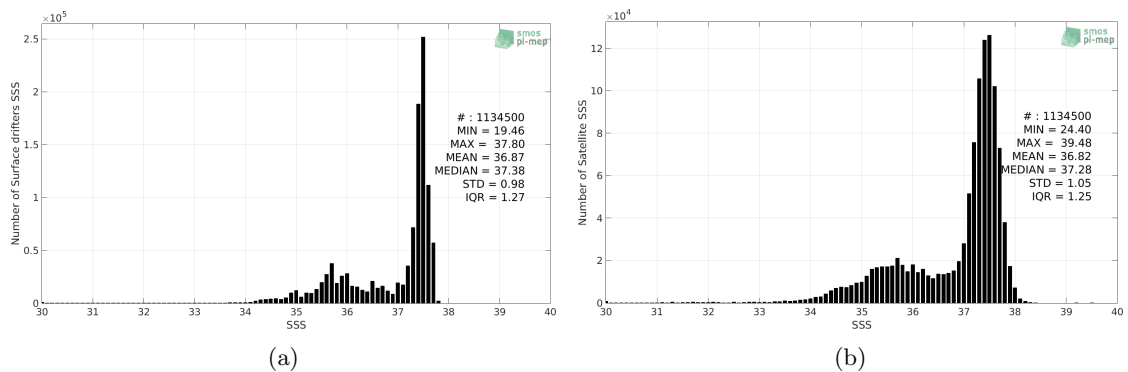 ×10⁵
2.5
2
1.5
1
0.5
0
Number of Surface drifters SSS
30 31 32 33 34 35 36 37 38 39 40
SSS
smos
pi-mep
# : 1134500
MIN = 19.46
MAX = 37.80
MEAN = 36.87
MEDIAN = 37.38
STD = 0.98
IQR = 1.27
(a)
×10⁴
12
10
8
6
4
2
0
Number of Satellite SSS
30 31 32 33 34 35 36 37 38 39 40
SSS
smos
pi-mep
# : 1134500
MIN = 24.40
MAX = 39.48
MEAN = 36.82
MEDIAN = 37.28
STD = 1.05
IQR = 1.25
(b)